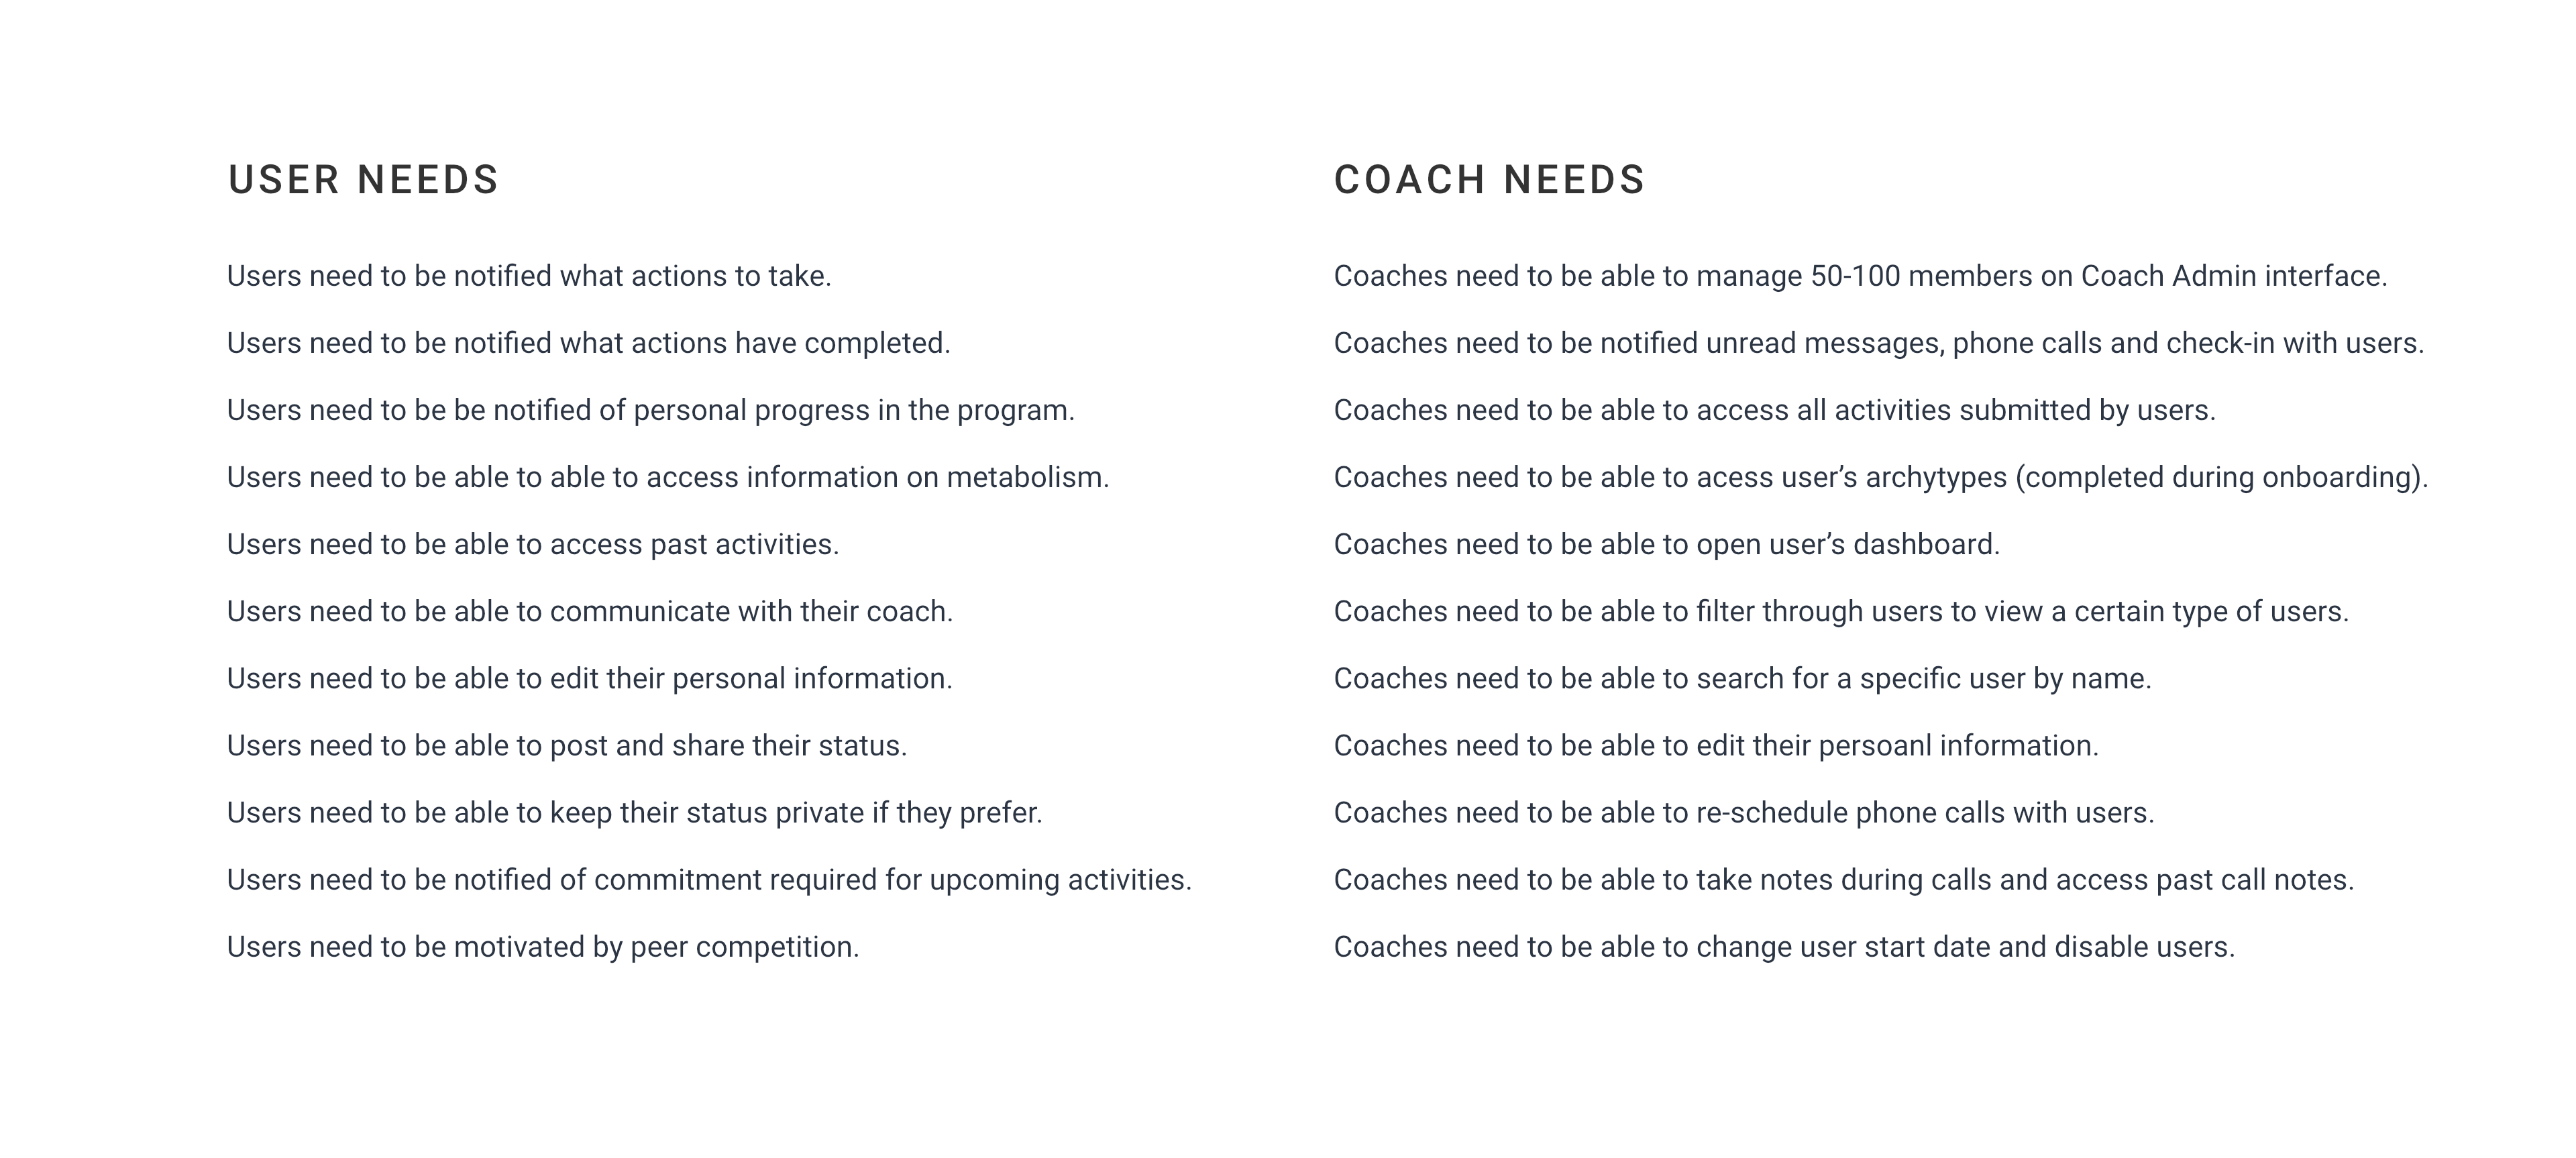 USER NEEDS
Users need to be notified what actions to take.
Users need to be notified what actions have completed.
Users need to be be notified of personal progress in the program.
Users need to be able to able to access information on metabolism.
Users need to be able to access past activities.
Users need to be able to communicate with their coach.
Users need to be able to edit their personal information.
Users need to be able to post and share their status.
Users need to be able to keep their status private if they prefer.
Users need to be notified of commitment required for upcoming activities.
Users need to be motivated by peer competition.
COACH NEEDS
Coaches need to be able to manage 50-100 members on Coach Admin interface.
Coaches need to be notified unread messages, phone calls and check-in with users.
Coaches need to be able to access all activities submitted by users.
Coaches need to be able to acess user’s archytypes (completed during onboarding).
Coaches need to be able to open user’s dashboard.
Coaches need to be able to filter through users to view a certain type of users.
Coaches need to be able to search for a specific user by name.
Coaches need to be able to edit their persoanl information.
Coaches need to be able to re-schedule phone calls with users.
Coaches need to be able to take notes during calls and access past call notes.
Coaches need to be able to change user start date and disable users.